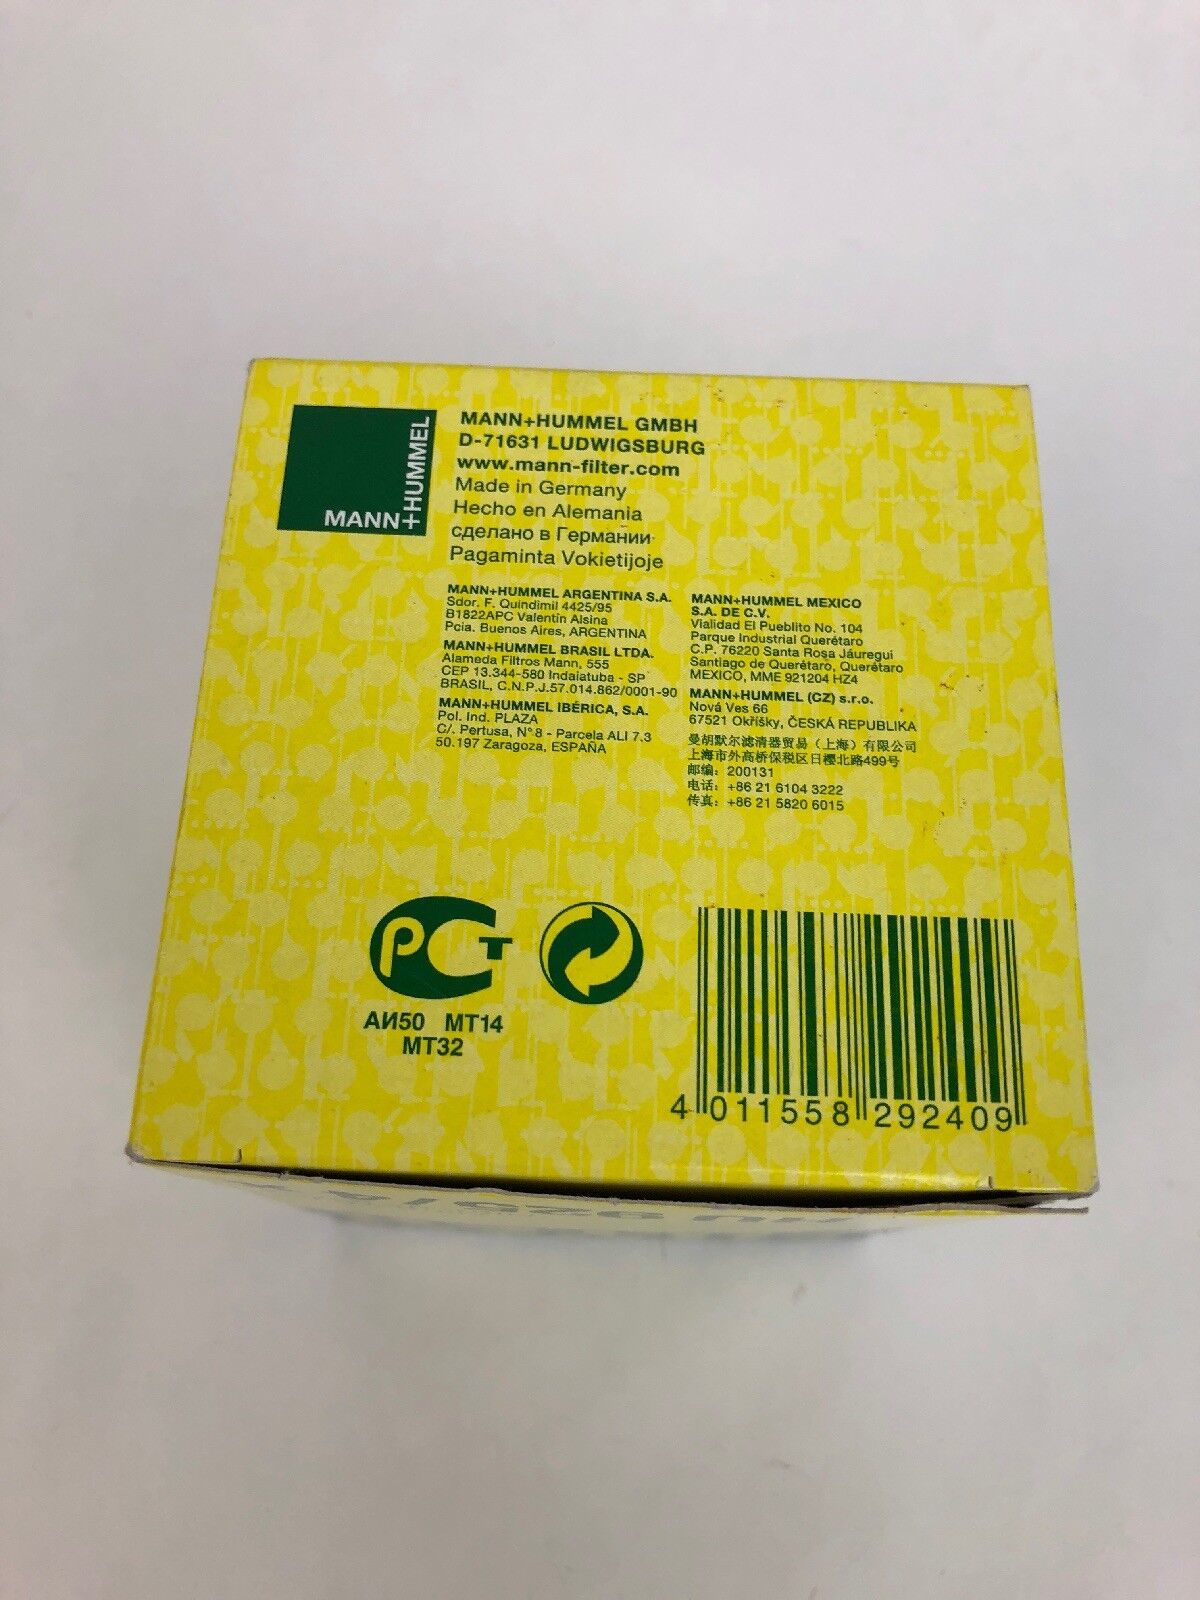 MANN+HUMMEL
MANN+HUMMEL GMBH
D-71631 LUDWIGSBURG
www.mann-filter.com
Made in Germany
Hecho en Alemania
сделано в Германии
Pagaminta Vokietijoje
MANN+HUMMEL ARGENTINA S.A.
Sdor. F. Quindimil 4425/95
B1822APC Valentin Alsina
Pcia. Buenos Aires, ARGENTINA
MANN+HUMMEL BRASIL LTDA.
Alameda Filtros Mann, 555
CEP 13.344-580 Indaiatuba - SP
BRASIL, C.N.P.J.57.014.862/0001-90
MANN+HUMMEL IBÉRICA, S.A.
Pol. Ind. PLAZA
C/. Pertusa, N° 8 - Parcela ALI 7.3
50.197 Zaragoza, ESPAÑA
MANN+HUMMEL MEXICO
S.A. DE C.V.
Vialidad El Pueblito No. 104
Parque Industrial Querétaro
C.P. 76220 Santa Rosa Jáuregui
Santiago de Querétaro, Querétaro
MEXICO, MME 921204 HZ4
MANN+HUMMEL (CZ) s.r.o.
Nová Ves 66
67521 Okříšky, ČESKÁ REPUBLIKA
曼胡默尔滤清器贸易（上海）有限公司
上海市外高桥保税区日樱北路499号
邮编：200131
电话：+86 21 6104 3222
传真：+86 21 5820 6015
РСТ
АИ50 МТ14
МТ32
4 011558 292409